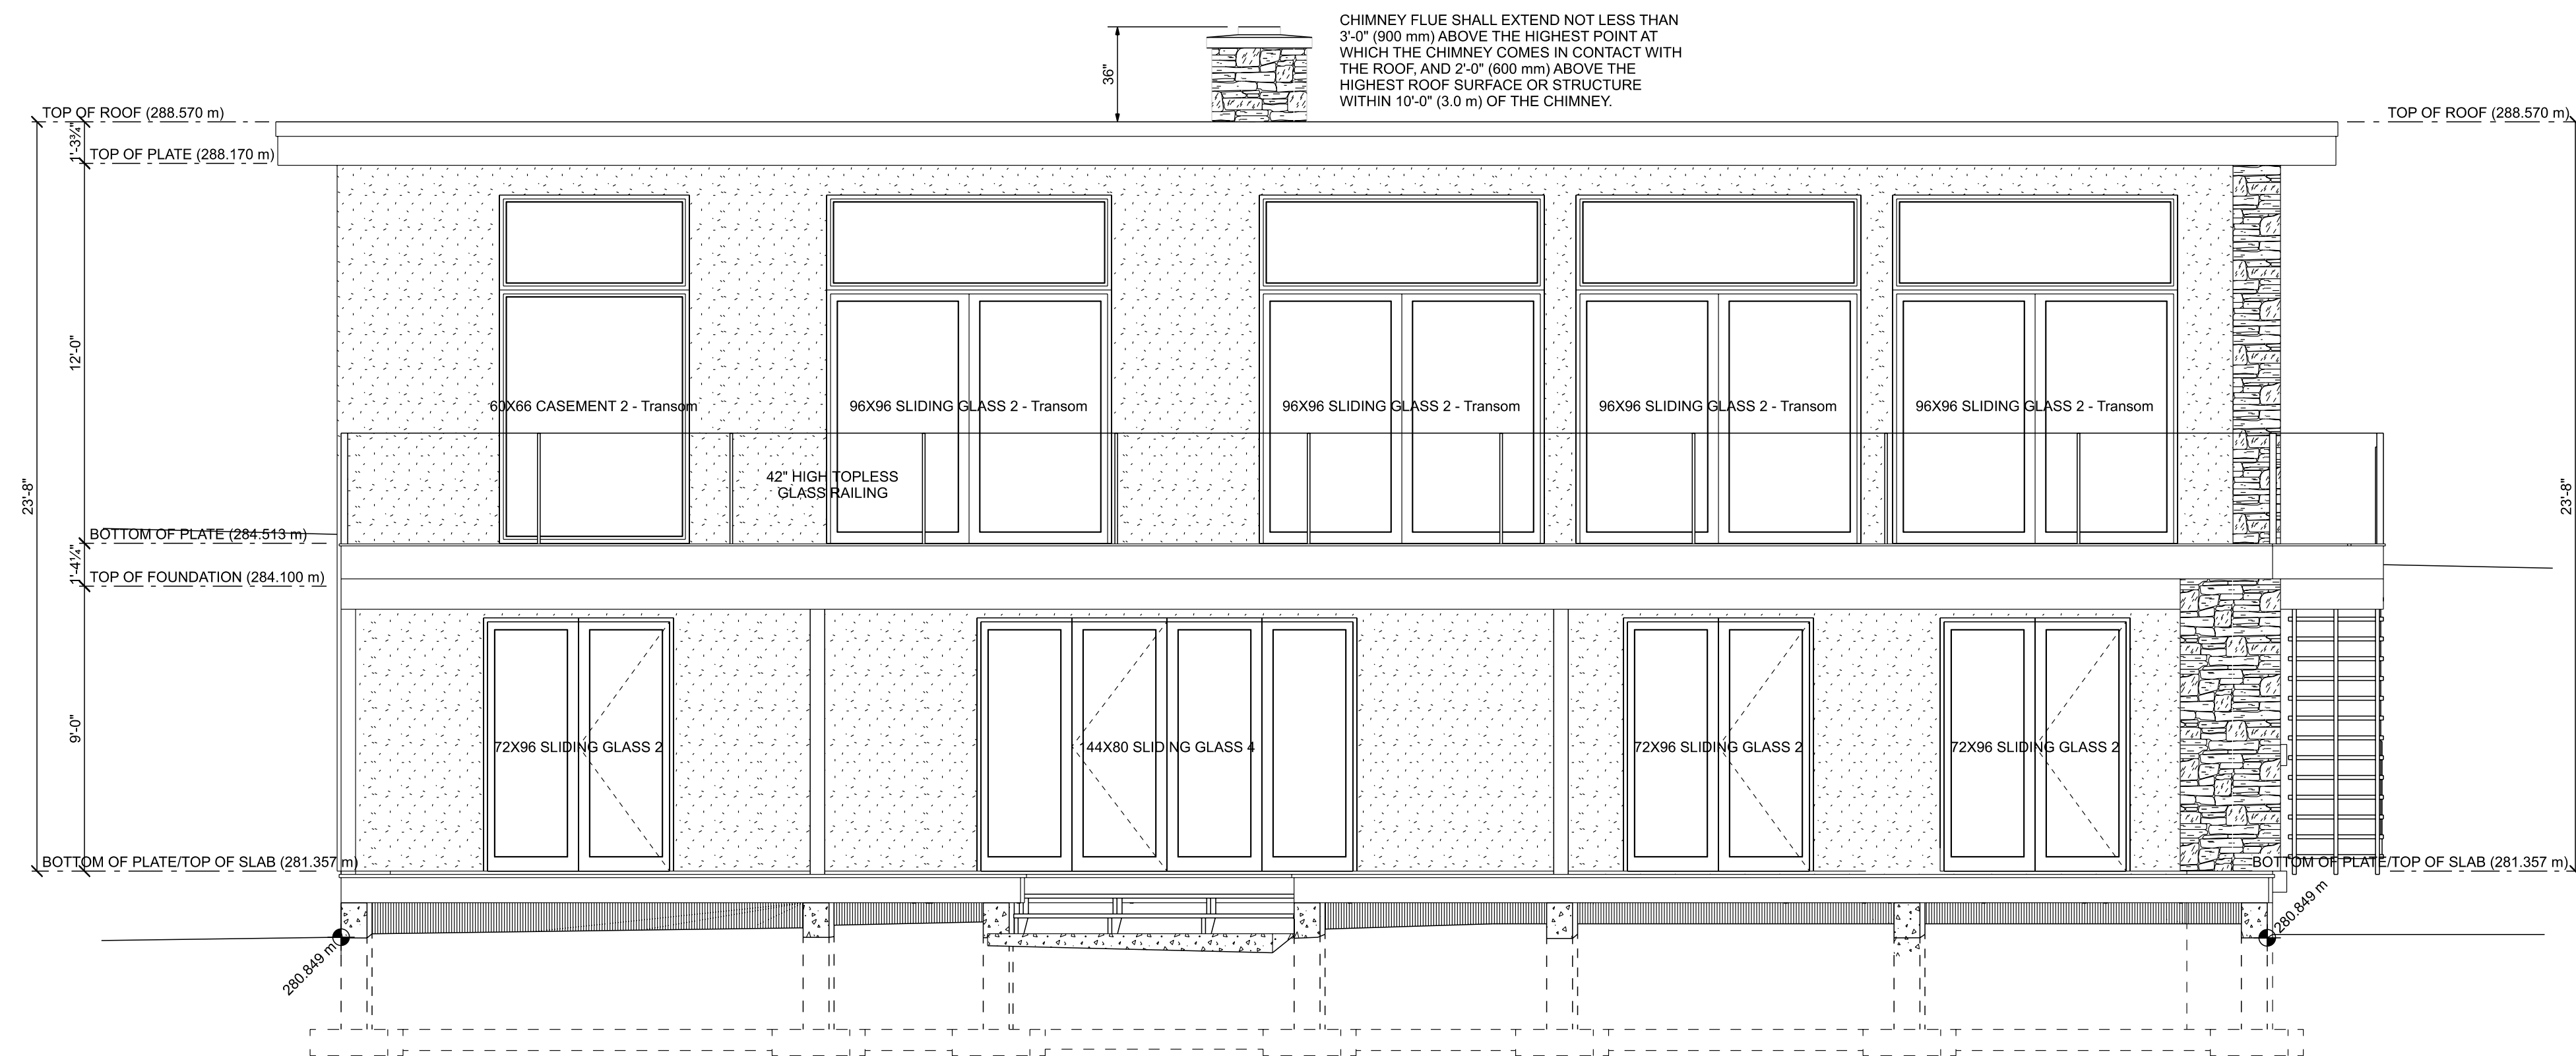 CHIMNEY FLUE SHALL EXTEND NOT LESS THAN
3'-0" (900 mm) ABOVE THE HIGHEST POINT AT
WHICH THE CHIMNEY COMES IN CONTACT WITH
THE ROOF, AND 2'-0" (600 mm) ABOVE THE
HIGHEST ROOF SURFACE OR STRUCTURE
WITHIN 10'-0" (3.0 m) OF THE CHIMNEY.
36"
TOP OF ROOF (288.570 m)
TOP OF ROOF (288.570 m)
1'-3¾"
TOP OF PLATE (288.170 m)
12'-0"
60X66 CASEMENT 2 - Transom
96X96 SLIDING GLASS 2 - Transom
96X96 SLIDING GLASS 2 - Transom
96X96 SLIDING GLASS 2 - Transom
96X96 SLIDING GLASS 2 - Transom
42" HIGH TOPLESS
GLASS RAILING
23'-8"
23'-8"
BOTTOM OF PLATE (284.513 m)
1'-4¼"
TOP OF FOUNDATION (284.100 m)
9'-0"
72X96 SLIDING GLASS 2
144X80 SLIDING GLASS 4
72X96 SLIDING GLASS 2
72X96 SLIDING GLASS 2
BOTTOM OF PLATE/TOP OF SLAB (281.357 m)
BOTTOM OF PLATE/TOP OF SLAB (281.357 m)
280.849 m
280.849 m